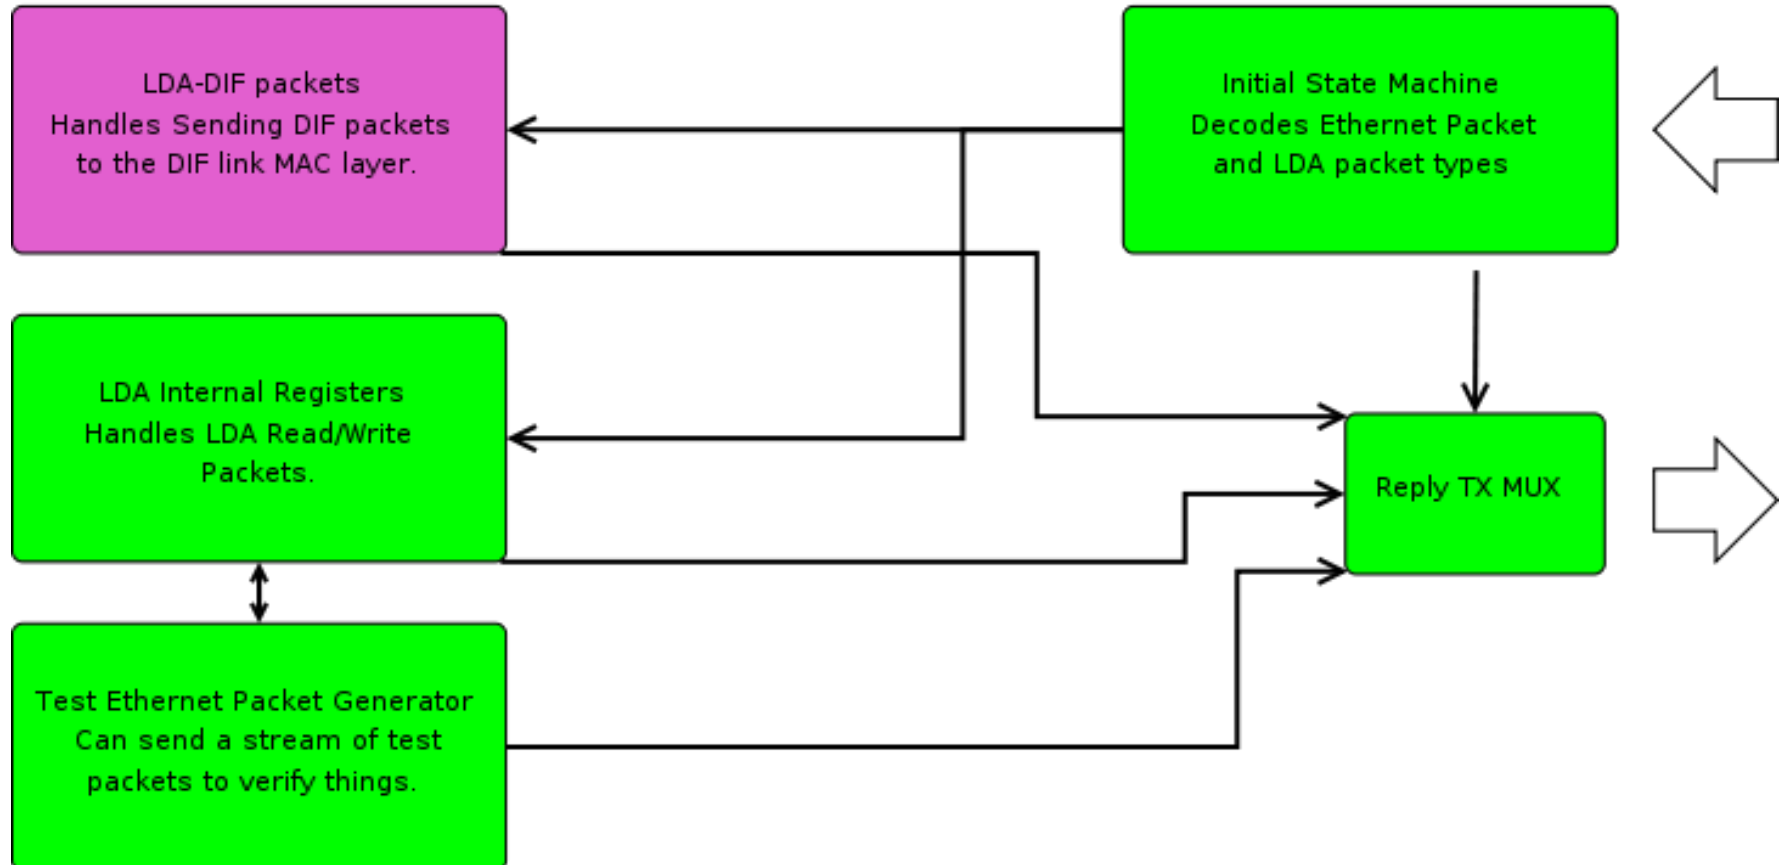 LDA-DIF packets
Handles Sending DIF packets
to the DIF link MAC layer.
Initial State Machine
Decodes Ethernet Packet
and LDA packet types
LDA Internal Registers
Handles LDA Read/Write
Packets.
Reply TX MUX
Test Ethernet Packet Generator
Can send a stream of test
packets to verify things.